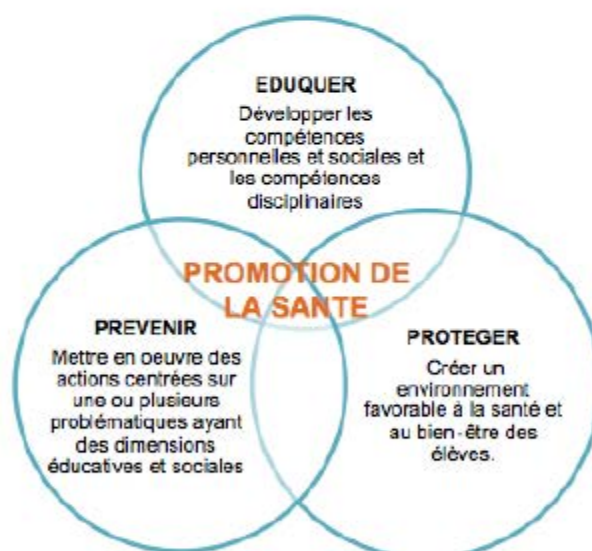 EDUQUER
Développer les
compétences
personnelles et sociales et
les compétences
disciplinaires
PROMOTION DE
LA SANTE
PREVENIR
Mettre en oeuvre des
actions centrées sur
une ou plusieurs
problématiques ayant
des dimensions
éducatives et sociales
PROTEGER
Créer un
environnement
favorable à la santé et
au bien-être des
élèves.